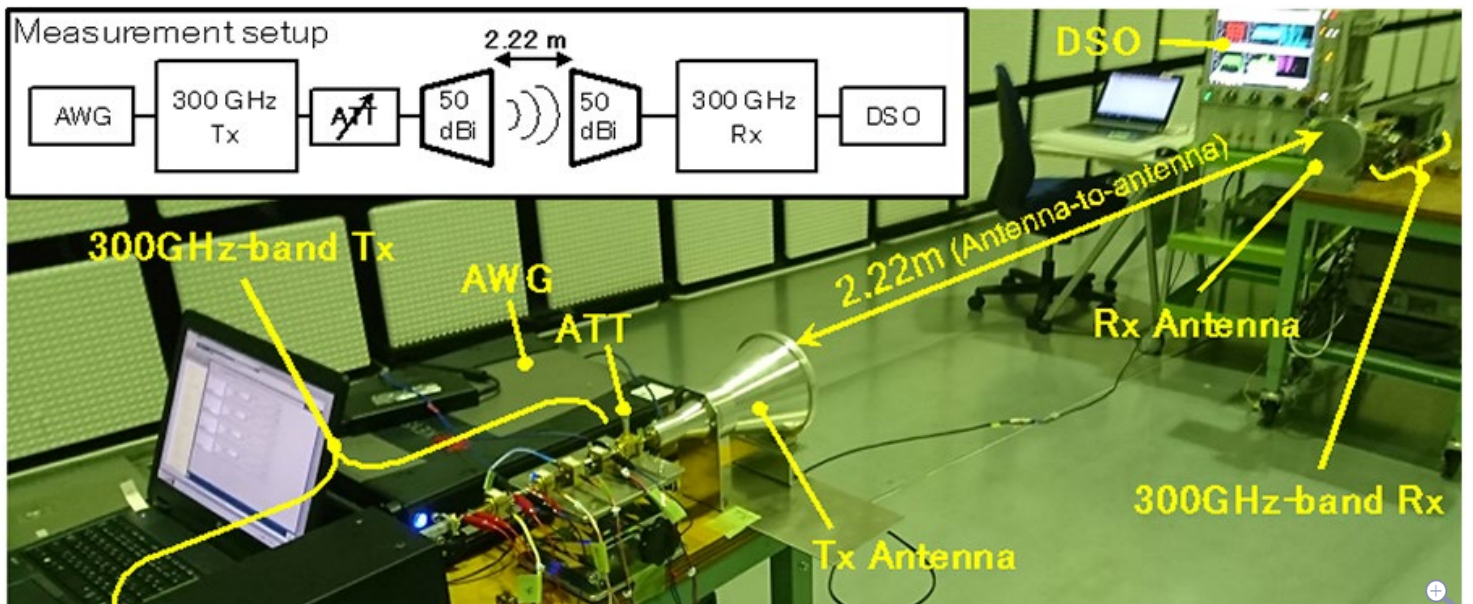 Measurement setup
2.22 m
AWG
300 GHz
Tx
ATT
50
dBi
50
dBi
300 GHz
Rx
DSO
DSO
300GHz-band Tx
AWG
ATT
2.22m (Antenna-to-antenna)
Rx Antenna
300GHz-band Rx
Tx Antenna